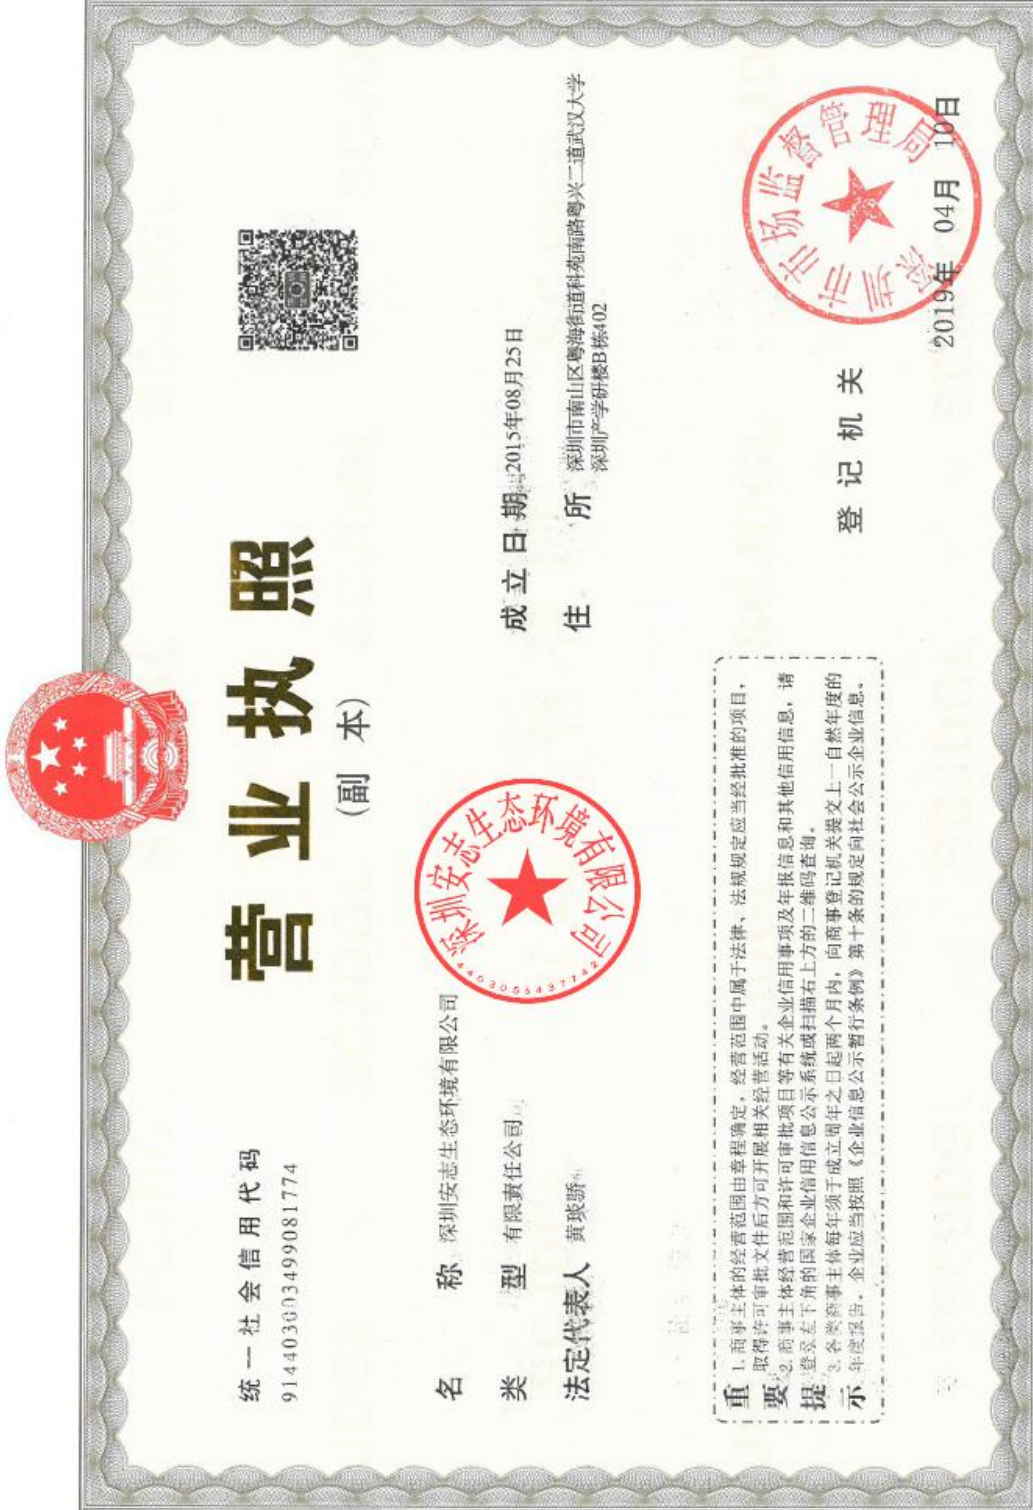 营业执照
(副 本)
统一社会信用代码
91440300349908177​4
名 称 深圳安志生态环境有限公司
类 型 有限责任公司
法定代表人 黄琰骄
成立日期 2015年08月25日
住 所 深圳市南山区粤海街道科苑南路粤兴二道武汉大学
深圳产学研楼B栋402
深圳安志生态环境有限公司
4403055437742
重要提示
1. 商事主体的经营范围由章程确定。经营范围中属于法律、法规规定应当经批准的项目,
取得许可审批文件后方可开展相关经营活动。
2. 商事主体经营范围和许可审批项目等有关企业信用事项及年报信息和其他信用信息,请
登录左下角的国家企业信用信息公示系统或扫描右上方的二维码查询。
3. 各类商事主体每年须于成立周年之日起两个月内,向商事登记机关提交上一自然年度的
年度报告。企业应当按照《企业信息公示暂行条例》第十条的规定向社会公示企业信息。
登记机关
深圳市市场监督管理局
2019年 04月 10日